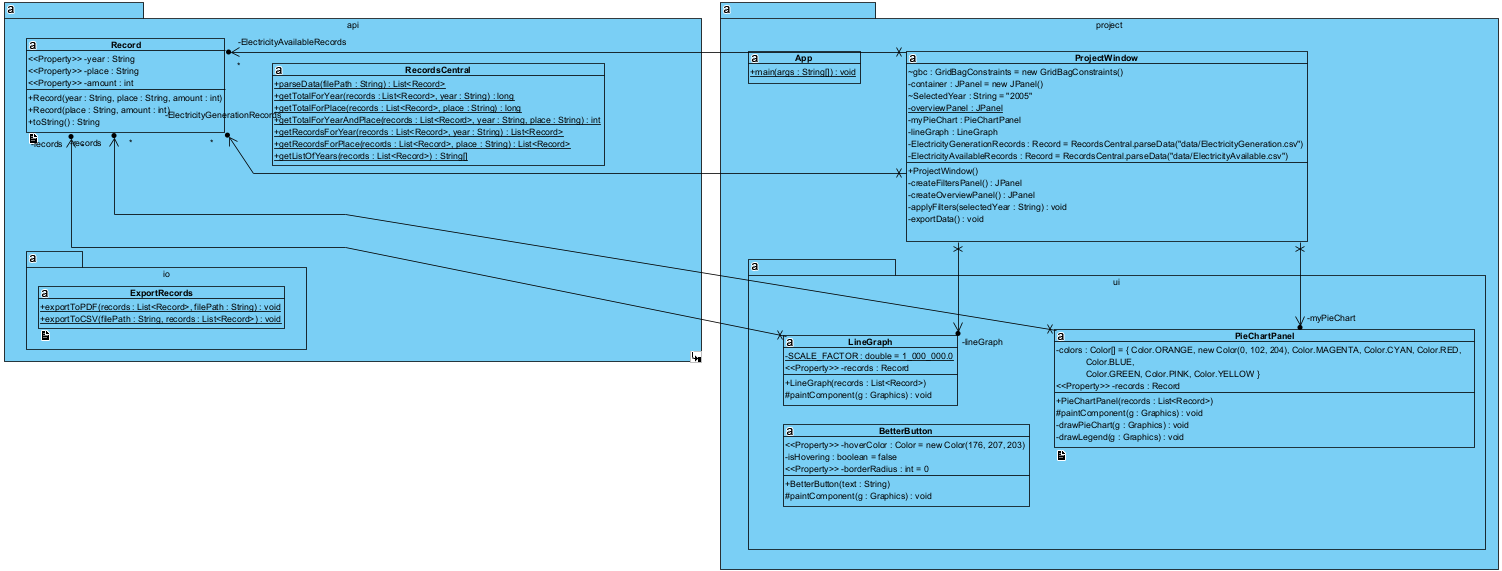 a
api
a
Record
<<Property>> -year : String
<<Property>> -place : String
<<Property>> -amount : int
+Record(year : String, place : String, amount : int)
+Record(place : String, amount : int)
+toString() : String
-ElectricityAvailableRecords
*
-ElectricityGenerationRecords
*
-records
-records
*
a
RecordsCentral
+parseData(filePath : String) : List<Record>
+getTotalForYear(records : List<Record>, year : String) : long
+getTotalForPlace(records : List<Record>, place : String) : long
+getTotalForYearAndPlace(records : List<Record>, year : String, place : String) : int
+getRecordsForYear(records : List<Record>, year : String) : List<Record>
+getRecordsForPlace(records : List<Record>, place : String) : List<Record>
+getListOfYears(records : List<Record>) : String[]
a
io
a
ExportRecords
+exportToPDF(records : List<Record>, filePath : String) : void
+exportToCSV(filePath : String, records : List<Record>) : void
a
project
a
App
+main(args : String[]) : void
a
ProjectWindow
~gbc : GridBagConstraints = new GridBagConstraints()
-container : JPanel = new JPanel()
~SelectedYear : String = "2005"
-overviewPanel : JPanel
-myPieChart : PieChartPanel
-lineGraph : LineGraph
-ElectricityGenerationRecords : Record = RecordsCentral.parseData("data/ElectricityGeneration.csv")
-ElectricityAvailableRecords : Record = RecordsCentral.parseData("data/ElectricityAvailable.csv")
+ProjectWindow()
-createFiltersPanel() : JPanel
-createOverviewPanel() : JPanel
-applyFilters(selectedYear : String) : void
-exportData() : void
a
ui
a
LineGraph
-SCALE_FACTOR : double = 1_000_000.0
<<Property>> -records : Record
+LineGraph(records : List<Record>)
#paintComponent(g : Graphics) : void
-lineGraph
-myPieChart
a
PieChartPanel
-colors : Color[] = { Color.ORANGE, new Color(0, 102, 204), Color.MAGENTA, Color.CYAN, Color.RED,
Color.BLUE,
Color.GREEN, Color.PINK, Color.YELLOW }
<<Property>> -records : Record
+PieChartPanel(records : List<Record>)
#paintComponent(g : Graphics) : void
-drawPieChart(g : Graphics) : void
-drawLegend(g : Graphics) : void
a
BetterButton
<<Property>> -hoverColor : Color = new Color(176, 207, 203)
-isHovering : boolean = false
<<Property>> -borderRadius : int = 0
+BetterButton(text : String)
#paintComponent(g : Graphics) : void